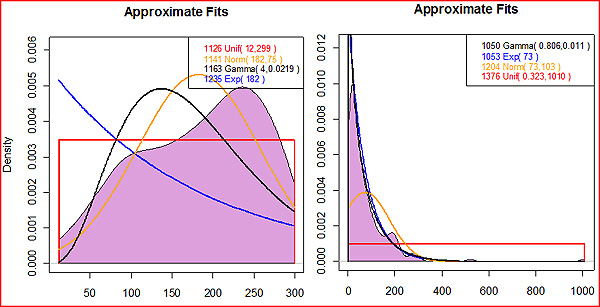 Approximate Fits
1126 Unif( 12,299 )
1141 Norm( 182,75 )
1163 Gamma( 4,0.0219 )
1235 Exp( 182 )
Density
0.006
0.005
0.004
0.003
0.002
0.001
0.000
50 100 150 200 250 300
Approximate Fits
1050 Gamma( 0.806,0.011 )
1053 Exp( 73 )
1204 Norm( 73,103 )
1376 Unif( 0.323,1010 )
0.012
0.010
0.008
0.006
0.004
0.002
0.000
0 200 400 600 800 1000